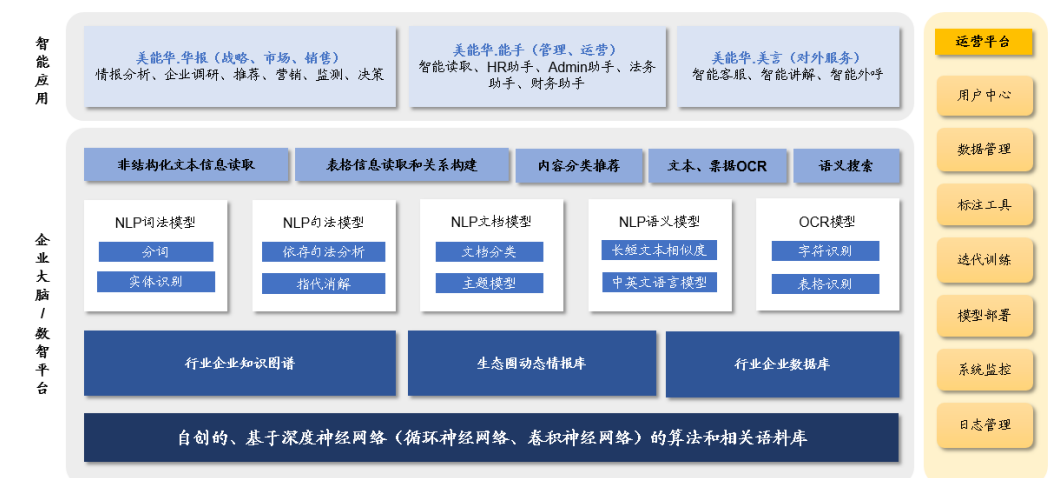 智能应用
美能华.华报（战略、市场、销售）
情报分析、企业调研、推荐、营销、监测、决策
美能华.能手（管理、运营）
智能读取、HR助手、Admin助手、法务
助手、财务助手
美能华.美言（对外服务）
智能客服、智能讲解、智能外呼
企业大脑/数智平台
非结构化文本信息读取
表格信息读取和关系构建
内容分类推荐
文本、票据OCR
语义搜索
NLP词法模型
分词
实体识别
NLP句法模型
依存句法分析
指代消解
NLP文档模型
文档分类
主题模型
NLP语义模型
长短文本相似度
中英文语言模型
OCR模型
字符识别
表格识别
行业企业知识图谱
生态圈动态情报库
行业企业数据库
自创的、基于深度神经网络（循环神经网络、卷积神经网络）的算法和相关语料库
运营平台
用户中心
数据管理
标注工具
迭代训练
模型部署
系统监控
日志管理